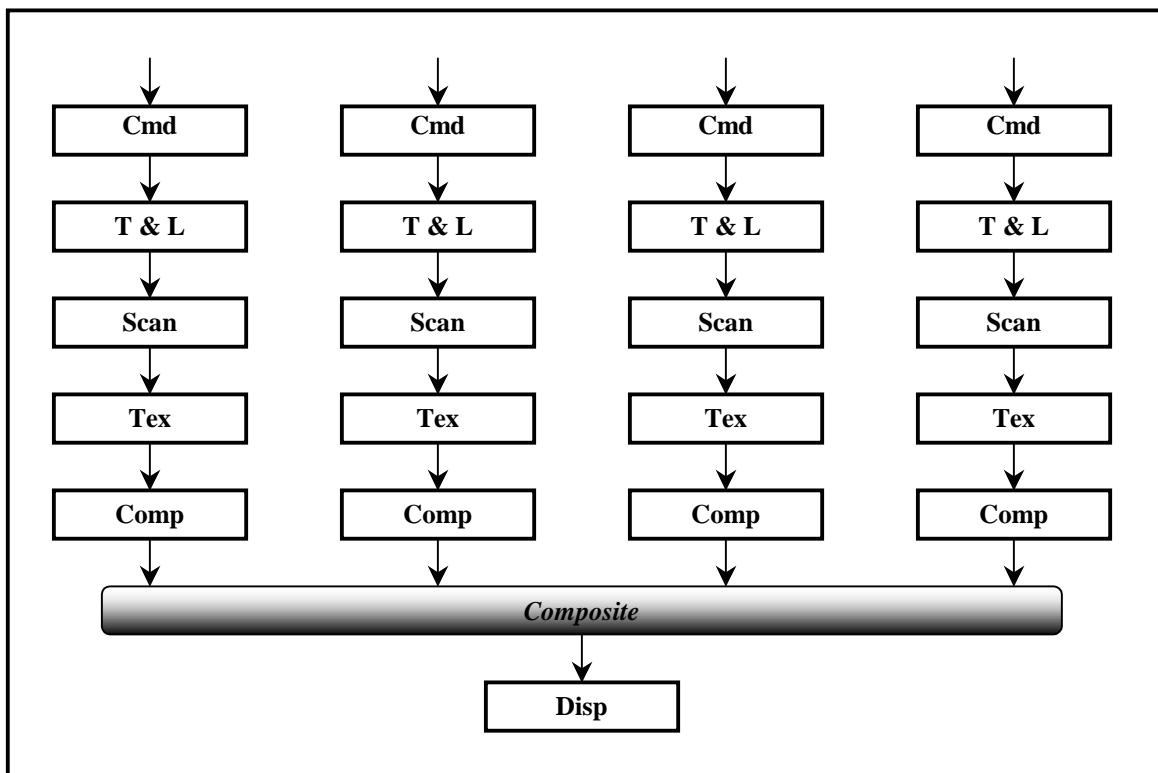 Cmd Cmd Cmd Cmd
T & L T & L T & L T & L
Scan Scan Scan Scan
Tex Tex Tex Tex
Comp Comp Comp Comp
Composite
Disp